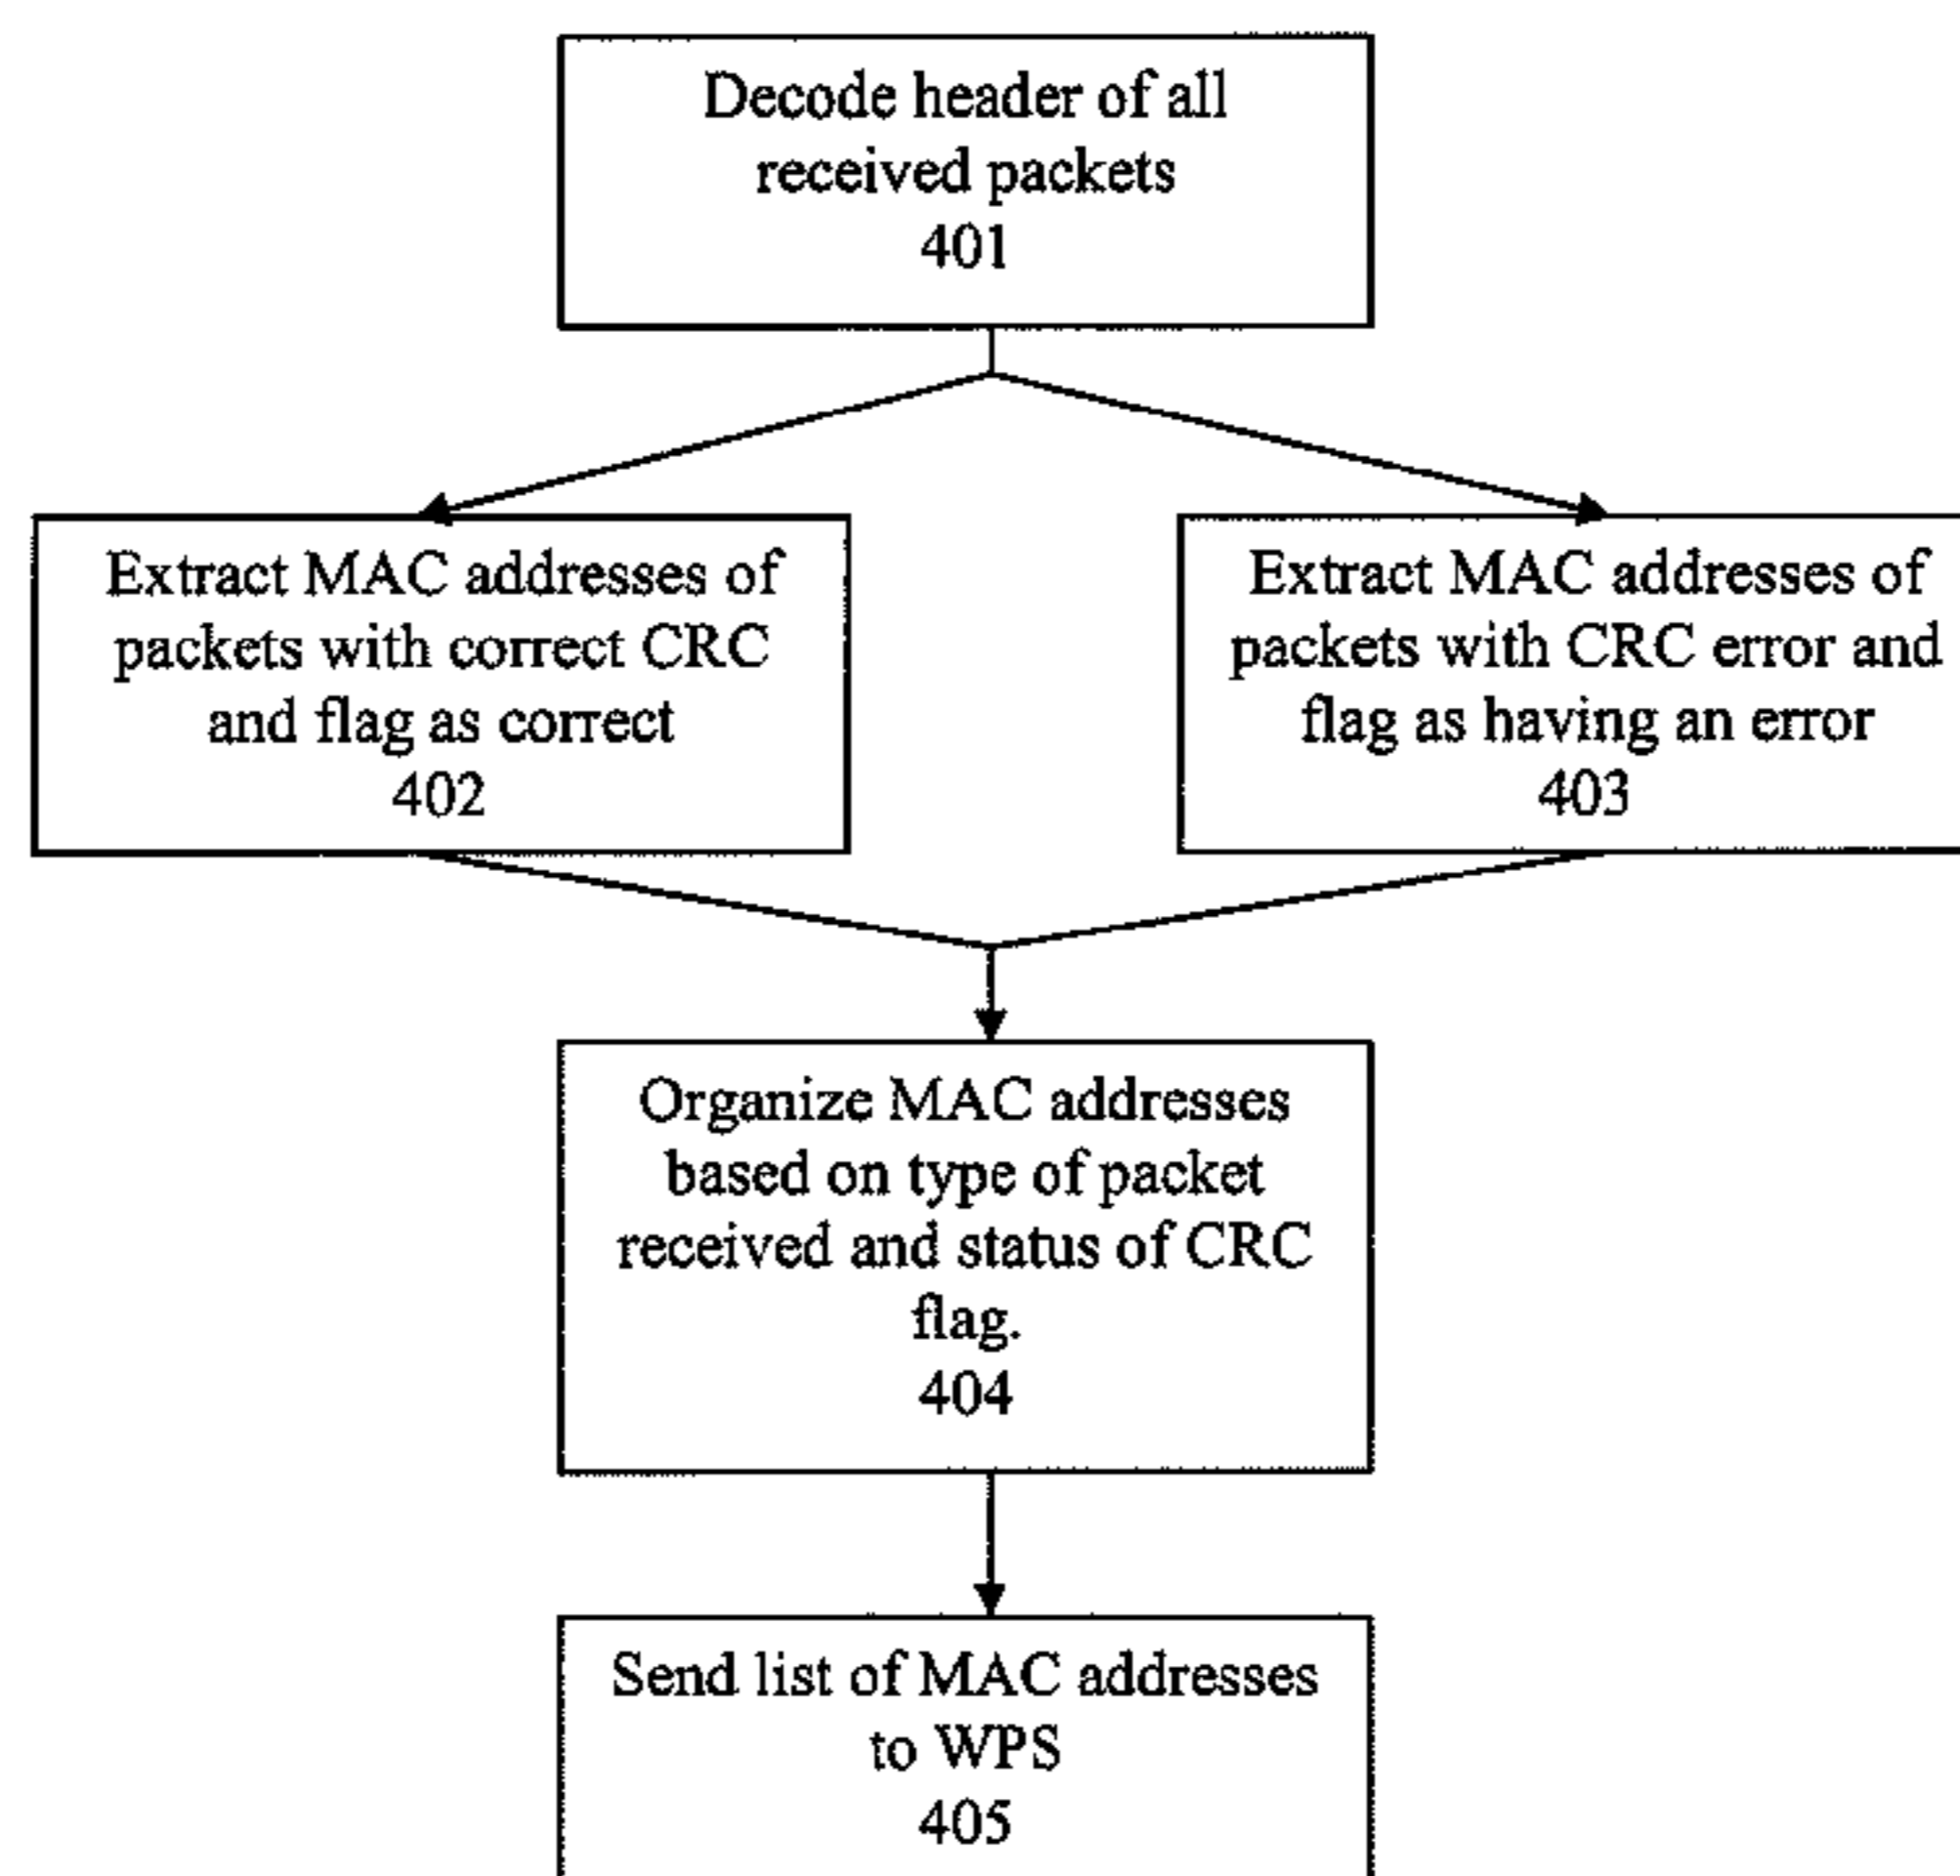 Decode header of all
received packets
401
Extract MAC addresses of
packets with correct CRC
and flag as correct
402
Extract MAC addresses of
packets with CRC error and
flag as having an error
403
Organize MAC addresses
based on type of packet
received and status of CRC
flag.
404
Send list of MAC addresses
to WPS
405